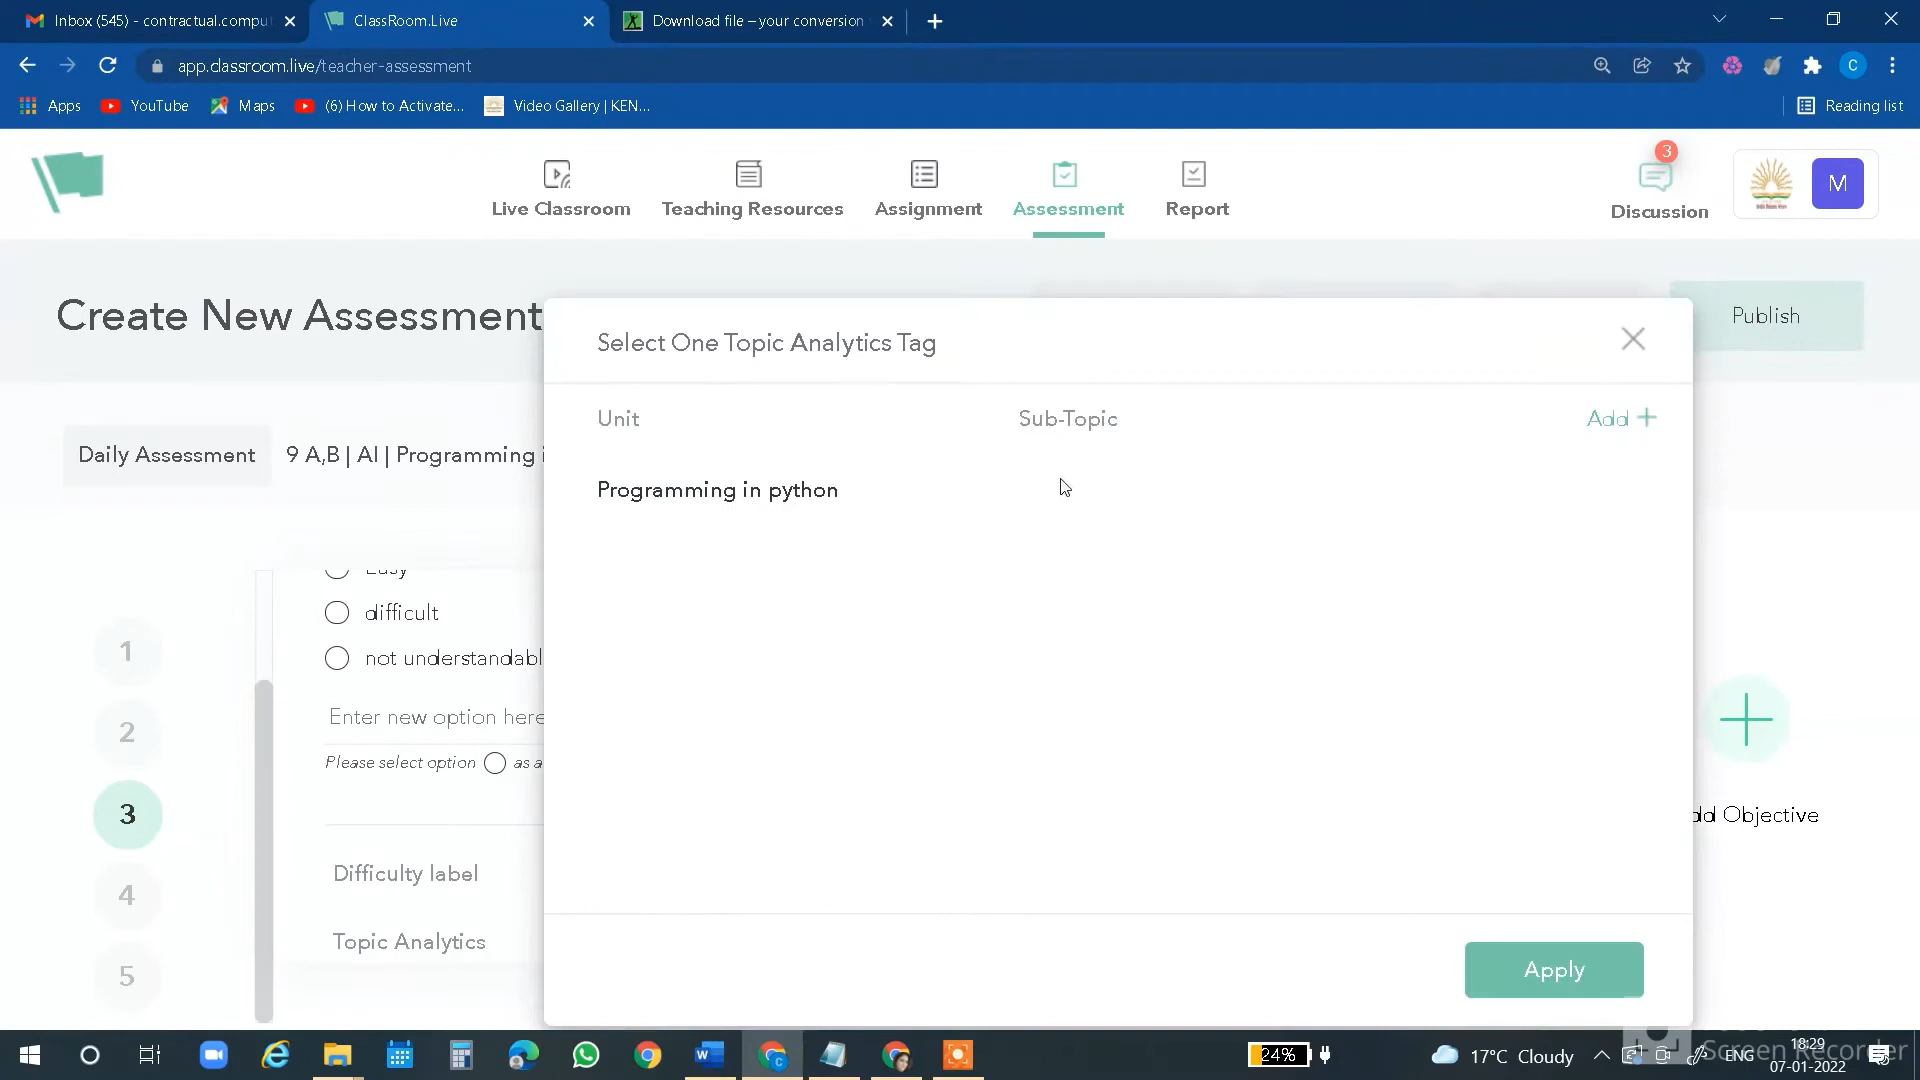 Inbox (545) - contractual.compu
ClassRoom.Live
Download file – your conversion
app.classroom.live/teacher-assessment
C
Apps
YouTube
Maps
(6) How to Activate...
Video Gallery | KEN...
Reading list
Live Classroom
Teaching Resources
Assignment
Assessment
Report
3
Discussion
M
Create New Assessment
Publish
Select One Topic Analytics Tag
Unit
Sub-Topic
Add +
Daily Assessment
9 A,B | AI | Programming i
Programming in python
Easy
difficult
not understandabl
Enter new option here
Please select option
as a
Difficulty label
Topic Analytics
1
2
3
4
5
dd Objective
Apply
24%
17°C Cloudy
ENG
18:29
07-01-2022
Screen Recorder